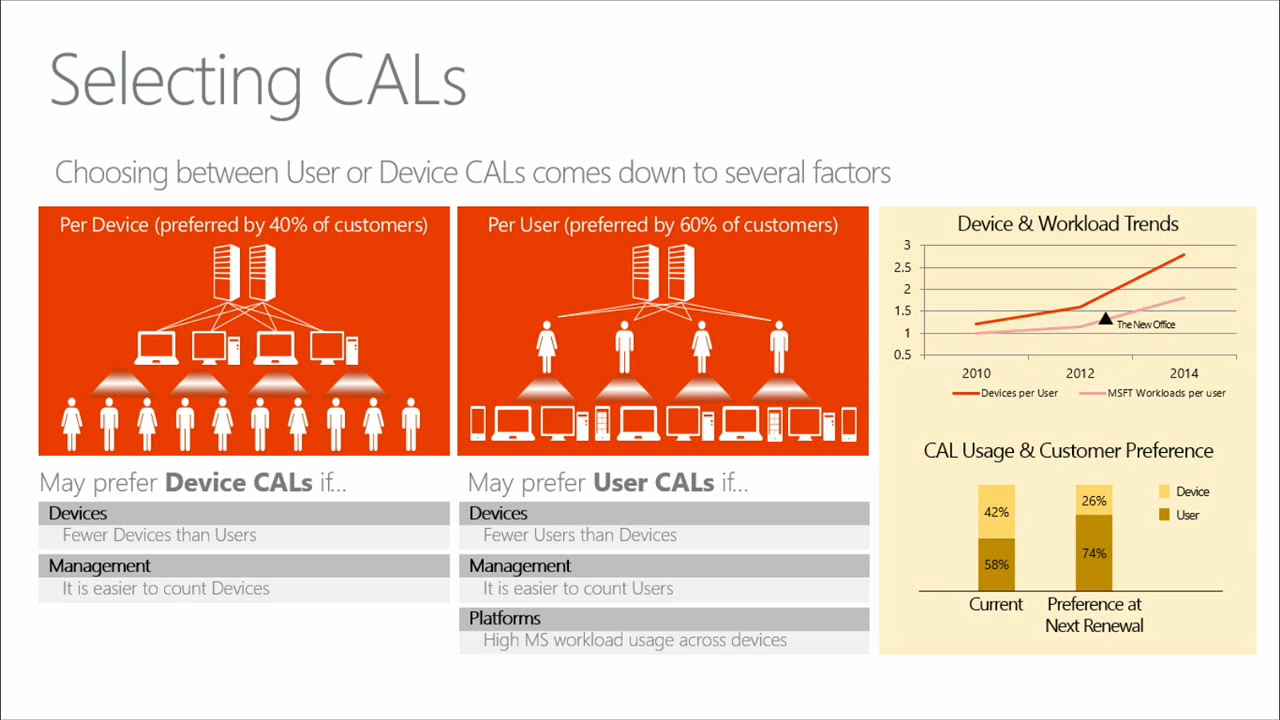 Selecting CALs
Choosing between User or Device CALs comes down to several factors
Per Device (preferred by 40% of customers)
May prefer Device CALs if...
Devices
Fewer Devices than Users
Management
It is easier to count Devices
Per User (preferred by 60% of customers)
May prefer User CALs if...
Devices
Fewer Users than Devices
Management
It is easier to count Users
Platforms
High MS workload usage across devices
Device & Workload Trends
3
2.5
2
1.5
1
0.5
The New Office
2010 2012 2014
Devices per User MSFT Workloads per user
CAL Usage & Customer Preference
42% 26%
58% 74%
Device
User
Current Preference at
Next Renewal